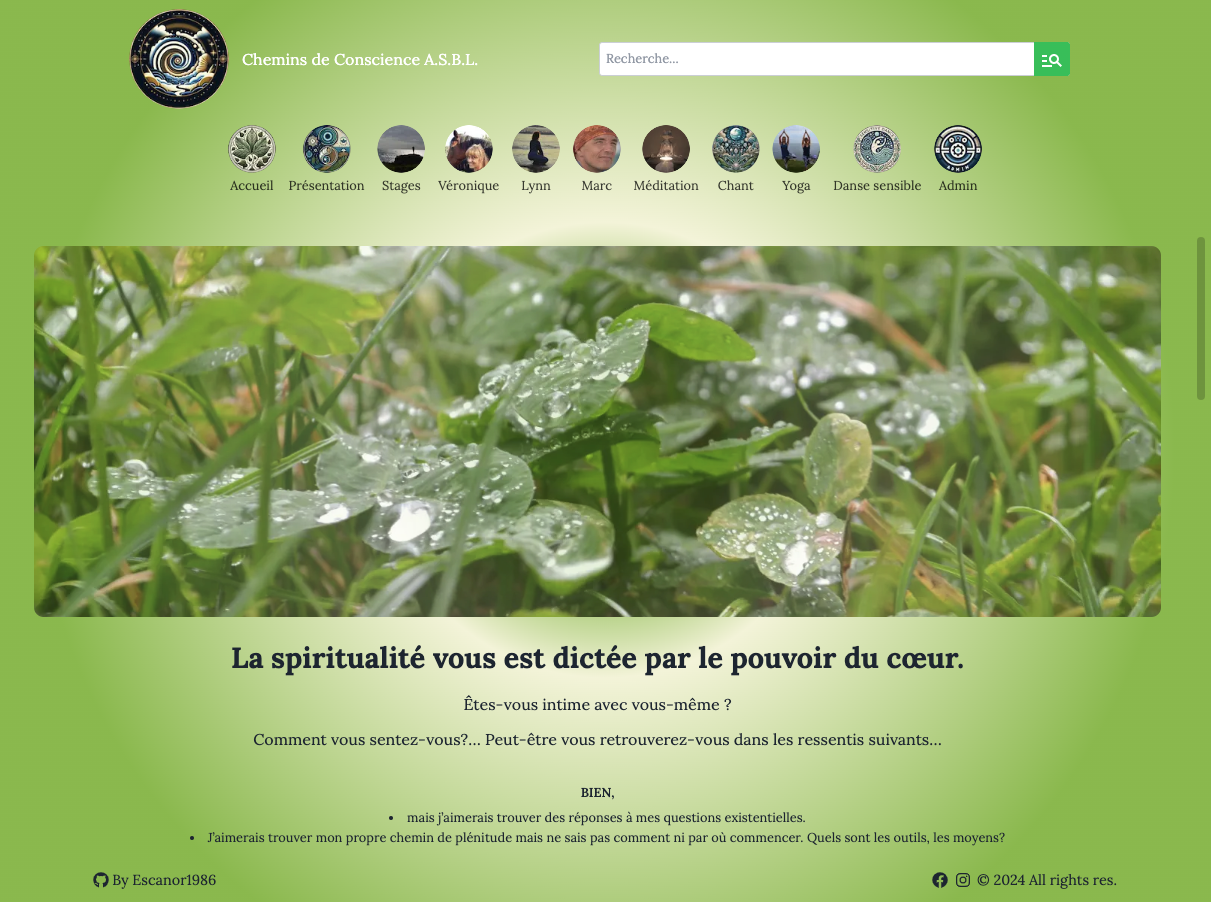 Chemins de Conscience A.S.B.L.
Recherche...
Accueil
Présentation
Stages
Véronique
Lynn
Marc
Méditation
Chant
Yoga
Danse sensible
Admin
ADMIN
La spiritualité vous est dictée par le pouvoir du cœur.
Êtes-vous intime avec vous-même ?
Comment vous sentez-vous?... Peut-être vous retrouverez-vous dans les ressentis suivants...
BIEN,
• mais j'aimerais trouver des réponses à mes questions existentielles.
• J'aimerais trouver mon propre chemin de plénitude mais ne sais pas comment ni par où commencer. Quels sont les outils, les moyens?
By Escanor1986
© 2024 All rights res.